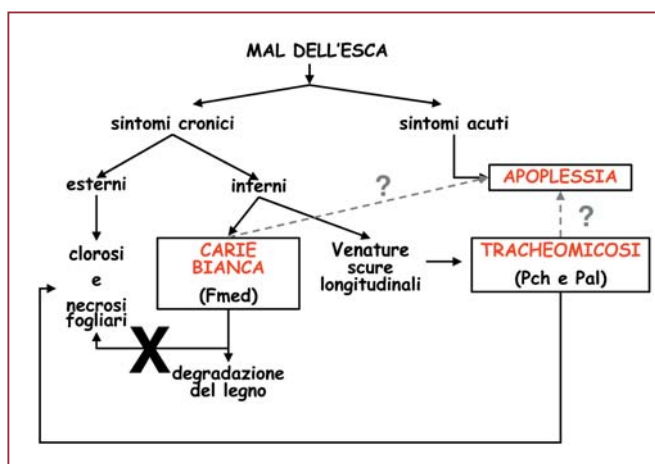 MAL DELL'ESCA
sintomi cronici
sintomi acuti
esterni
interni
?
APOPLESSIA
?
clorosi
e
necrosi
fogliari
CARIE
BIANCA
(Fmed)
Venature
scure
longitudinali
TRACHEOMICOSI
(Pch e Pal)
X
degradazione
del legno